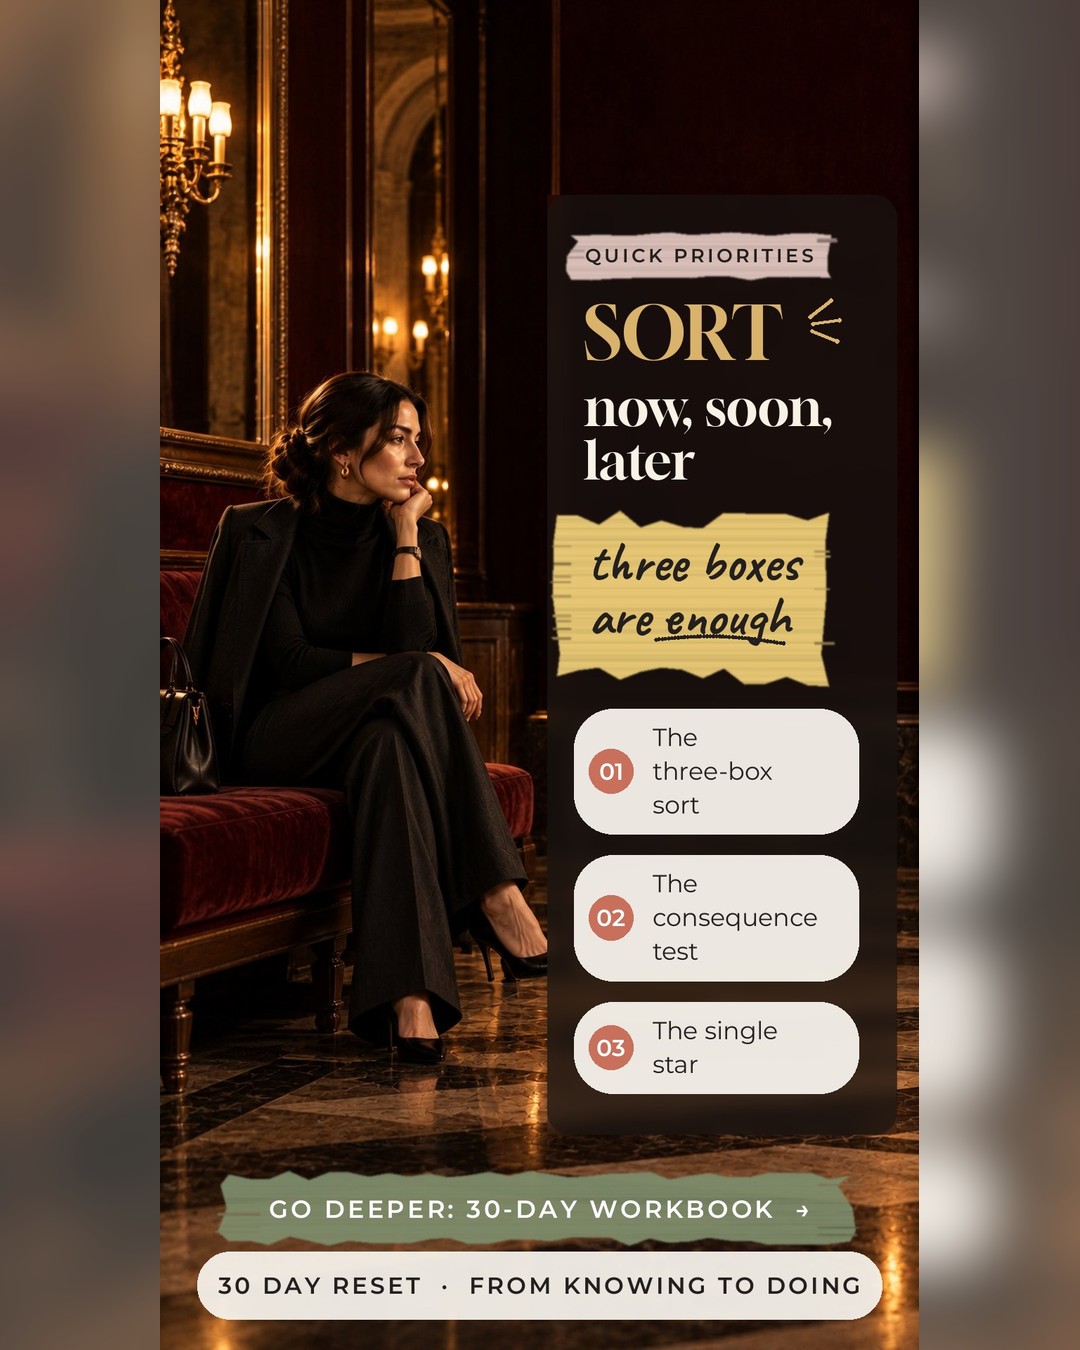 QUICK PRIORITIES
SORT
now, soon,
later
three boxes
are enough
01
The
three-box
sort
02
The
consequence
test
03
The single
star
GO DEEPER: 30-DAY WORKBOOK →
30 DAY RESET · FROM KNOWING TO DOING